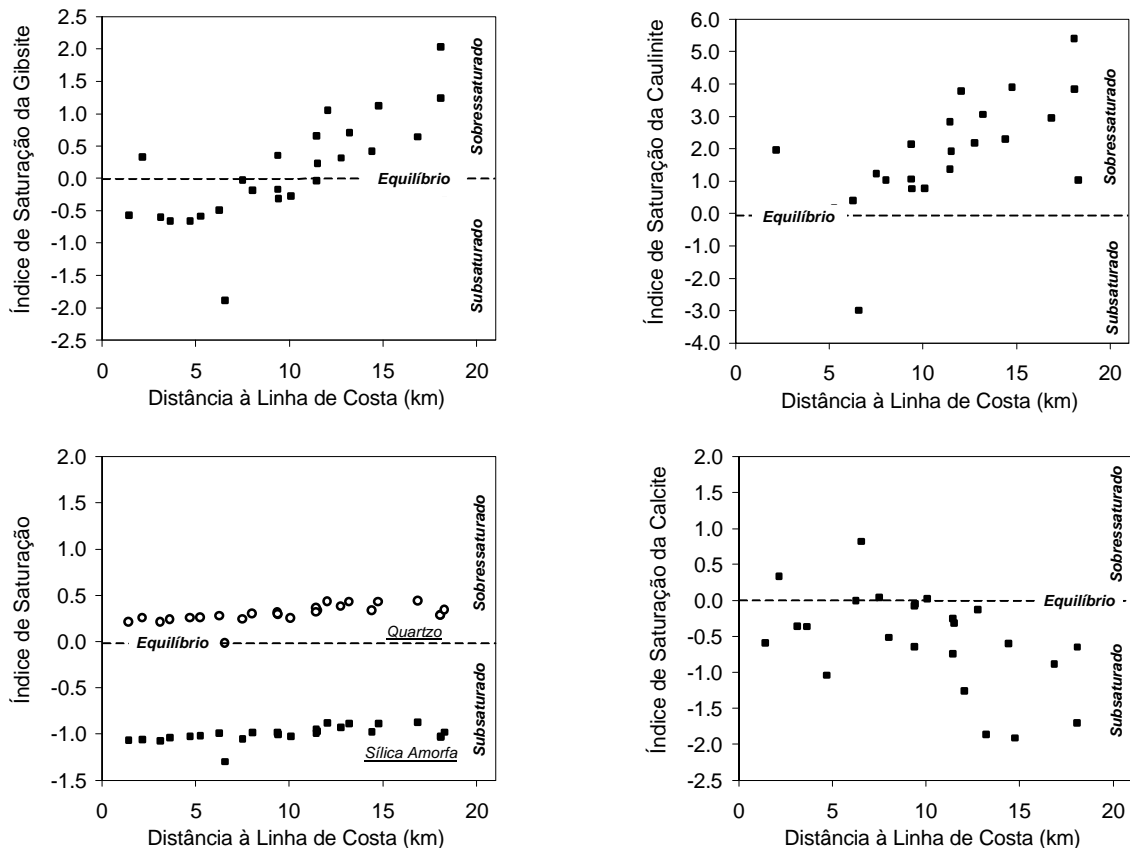 Índice de Saturação da Gibsite
2.5
2.0
1.5
1.0
0.5
0.0
-0.5
-1.0
-1.5
-2.0
-2.5
Sobressaturado
Equilíbrio
Subsaturado
0 5 10 15 20
Distância à Linha de Costa (km)
Índice de Saturação da Caulinite
6.0
5.0
4.0
3.0
2.0
1.0
0.0
-1.0
-2.0
-3.0
-4.0
Sobressaturado
Equilíbrio
Subsaturado
0 5 10 15 20
Distância à Linha de Costa (km)
Índice de Saturação
2.0
1.5
1.0
0.5
0.0
-0.5
-1.0
-1.5
Sobressaturado
Quartzo
Equilíbrio
Subsaturado
Sílica Amorfa
0 5 10 15 20
Distância à Linha de Costa (km)
Índice de Saturação da Calcite
2.0
1.5
1.0
0.5
0.0
-0.5
-1.0
-1.5
-2.0
-2.5
Sobressaturado
Equilíbrio
Subsaturado
0 5 10 15 20
Distância à Linha de Costa (km)